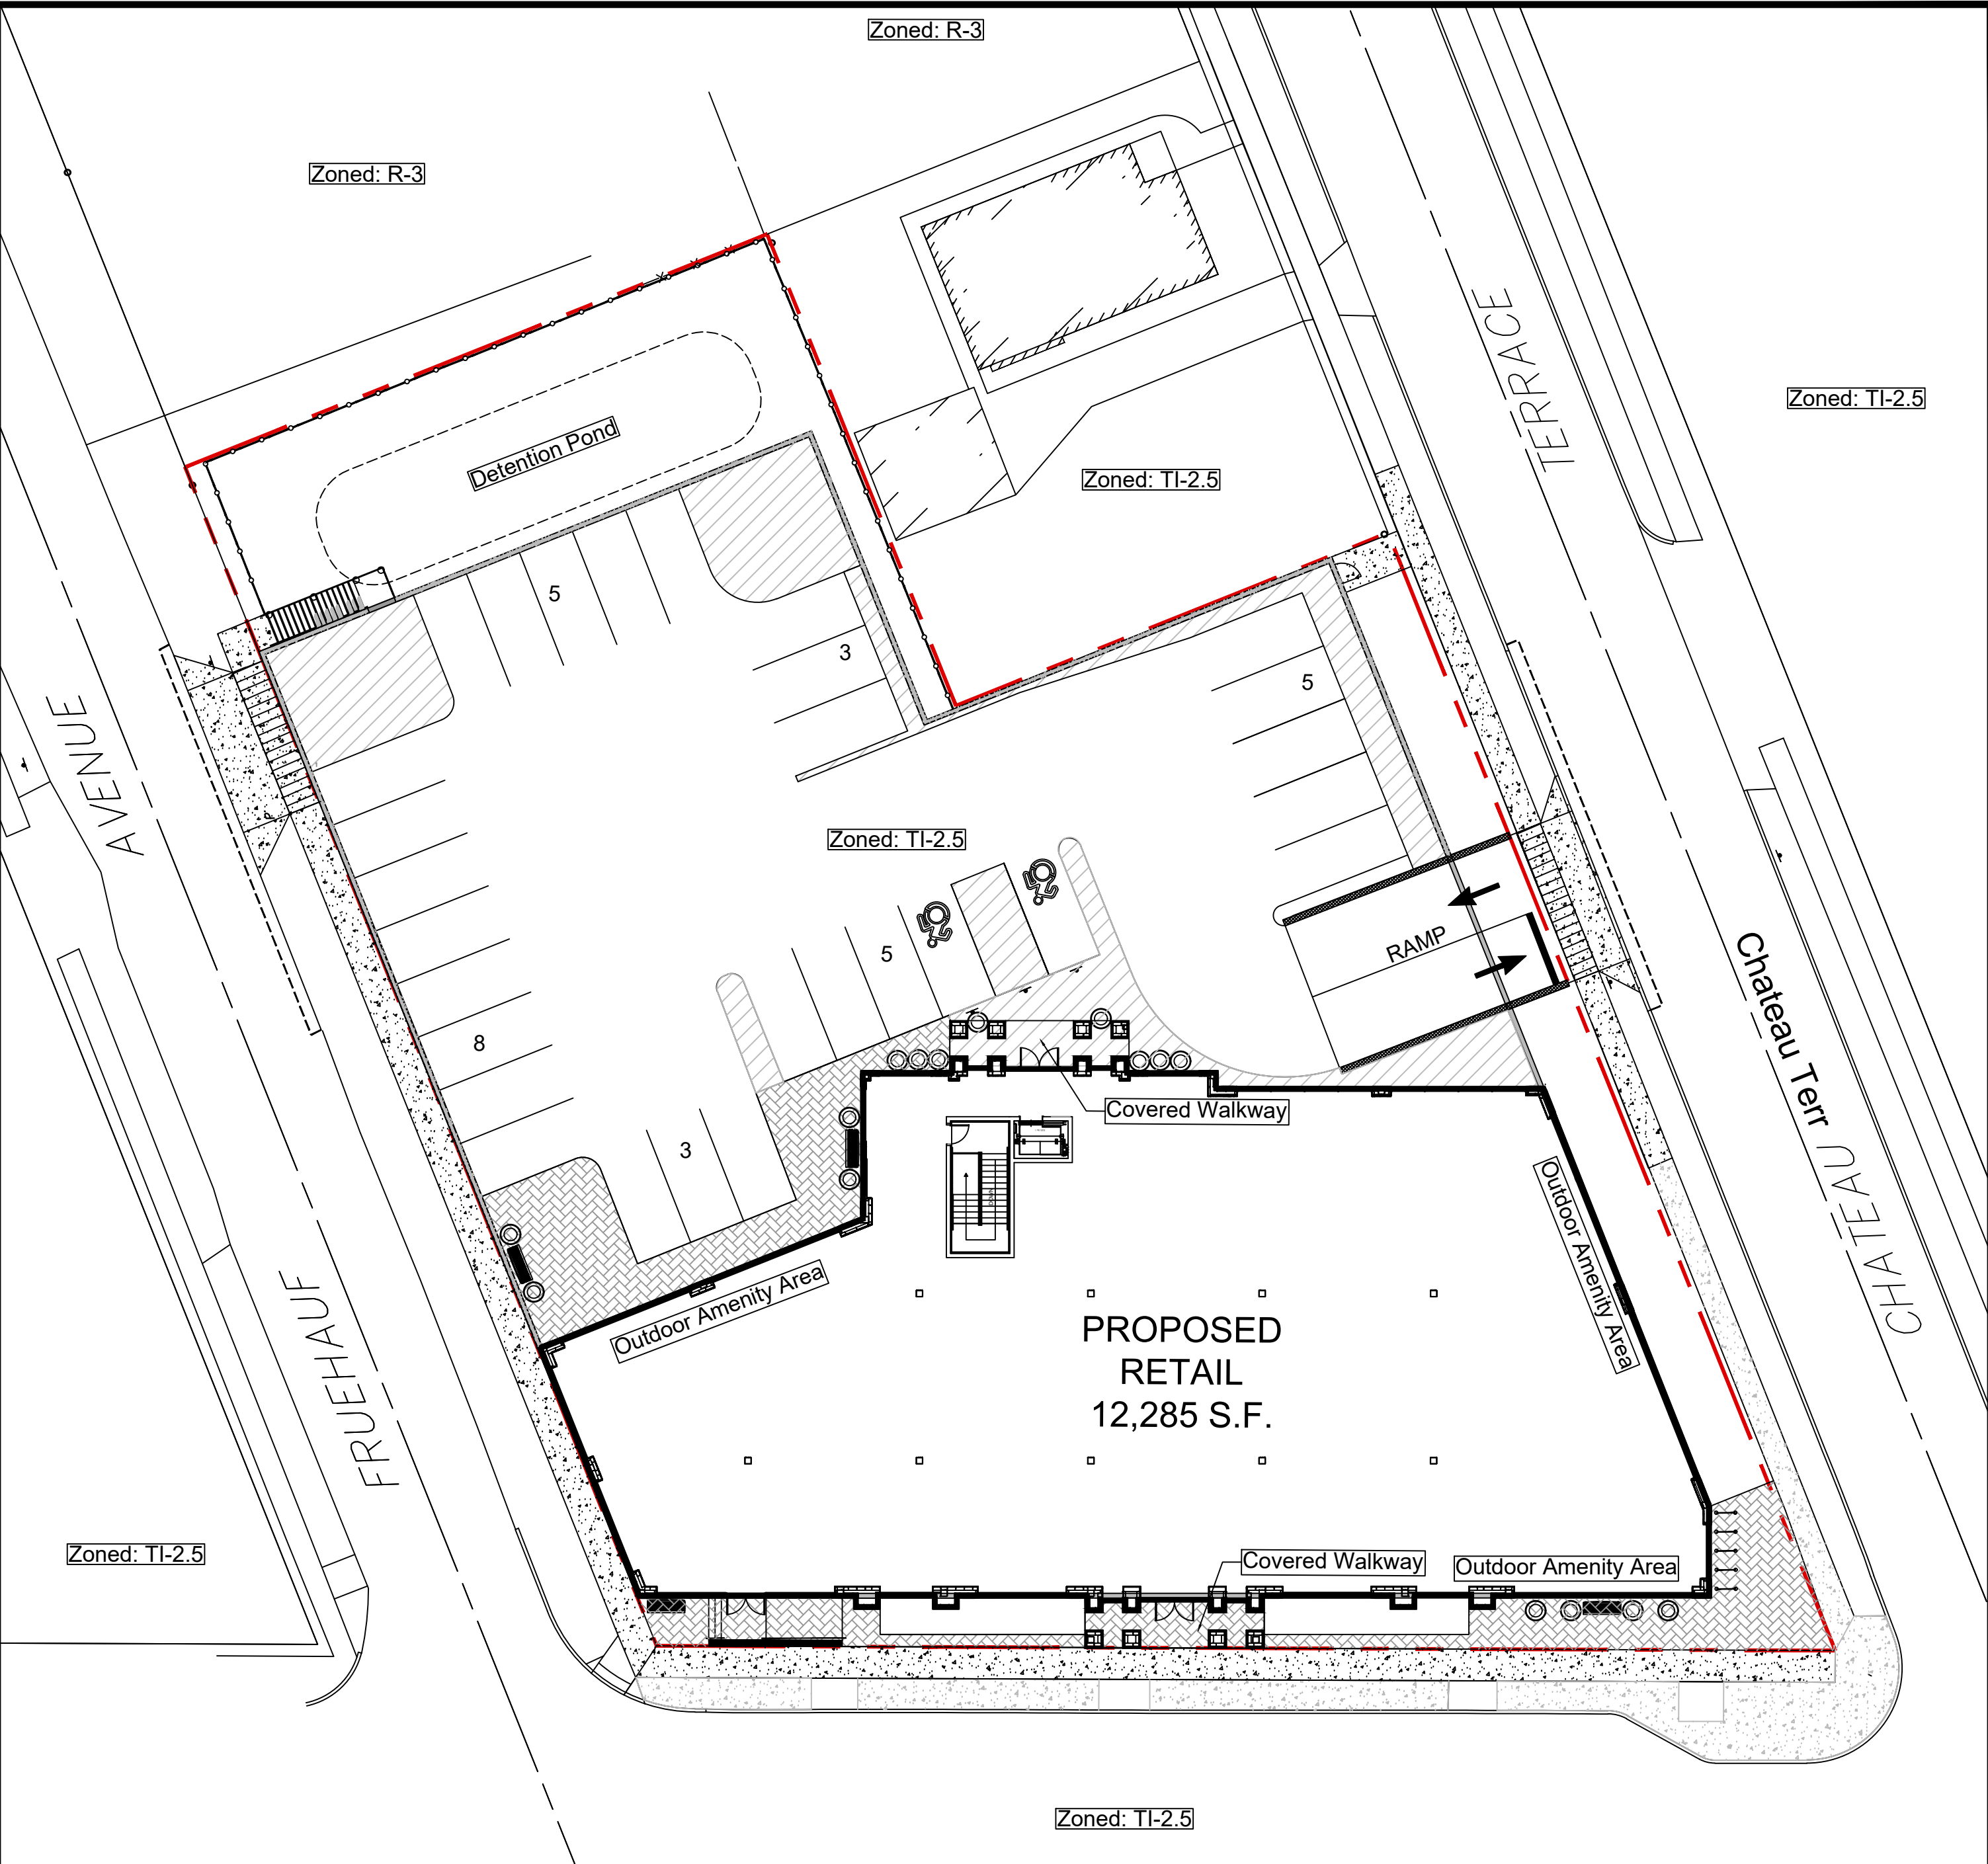 Zoned: R-3
Zoned: R-3
TERRACE
Zoned: TI-2.5
Detention Pond
Zoned: TI-2.5
5
3
5
AVENUE
Zoned: TI-2.5
5
RAMP
Chateau Terr
8
Covered Walkway
3
CHATEAU
Outdoor Amenity Area
Outdoor Amenity Area
FRUEHAUF
PROPOSED
RETAIL
12,285 S.F.
Zoned: TI-2.5
Covered Walkway
Outdoor Amenity Area
Zoned: TI-2.5